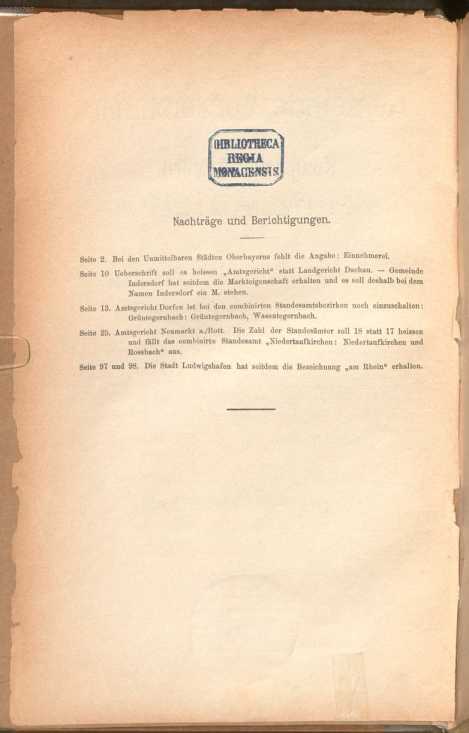 BIBLIOTHECA
REGIA
MONACENSIS
Nachträge und Berichtigungen.
Seite 2. Bei den Unmittelbaren Städten Oberbayerns fehlt die Angabe: Einnehmerei.
Seite 10 Ueberschrift soll es heissen „Amtsgericht" statt Landgericht Dachau. — Gemeinde
Indersdorf hat seitdem die Markteigenschaft erhalten und es soll deshalb bei dem
Namen Indersdorf ein M. stehen.
Seite 13. Amtsgericht Dorfen ist bei den combinirten Standesamtsbezirken noch einzuschalten:
Grüntegernbach: Grüntegernbach, Wasentegernbach.
Seite 25. Amtsgericht Neumarkt a./Rott. Die Zahl der Standesämter soll 18 statt 17 heissen
und fällt das combinirte Standesamt „Niedertaufkirchen: Niedertaufkirchen und
Rossbach" aus.
Seite 97 und 98. Die Stadt Ludwigshafen hat seitdem die Bezeichnung „am Rhein" erhalten.